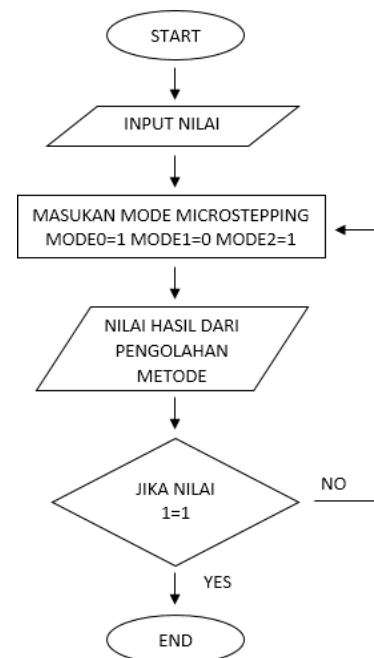 START
INPUT NILAI
MASUKAN MODE MICROSTEPPING
MODE0=1 MODE1=0 MODE2=1
NILAI HASIL DARI
PENGOLAHAN
METODE
JIKA NILAI
1=1
NO
YES
END